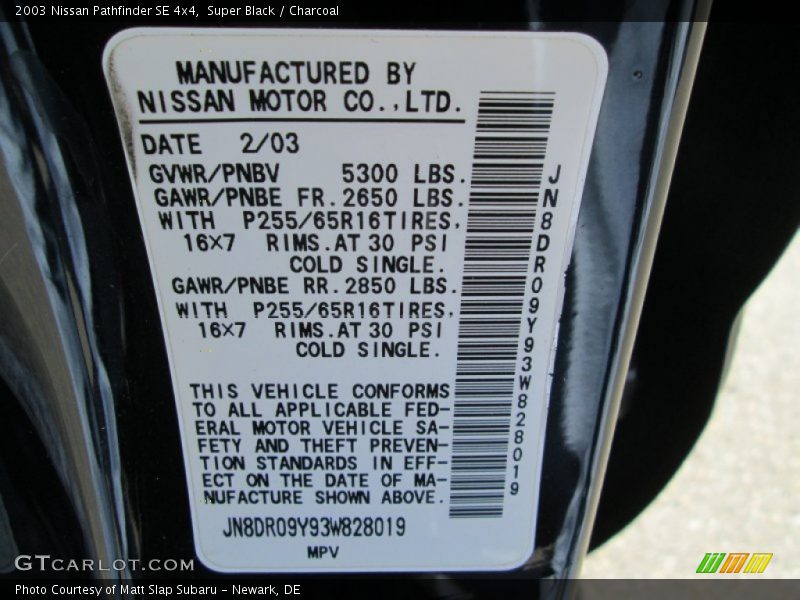 2003 Nissan Pathfinder SE 4x4,  Super Black / Charcoal
MANUFACTURED BY
NISSAN MOTOR CO.,LTD.
DATE 2/03
GVWR/PNBV 5300 LBS.
GAWR/PNBE FR.2650 LBS.
WITH P255/65R16TIRES,
16×7 RIMS.AT 30 PSI
COLD SINGLE.
GAWR/PNBE RR.2850 LBS.
WITH P255/65R16TIRES,
16×7 RIMS.AT 30 PSI
COLD SINGLE.
THIS VEHICLE CONFORMS
TO ALL APPLICABLE FED-
ERAL MOTOR VEHICLE SA-
FETY AND THEFT PREVEN-
TION STANDARDS IN EFF-
ECT ON THE DATE OF MA-
NUFACTURE SHOWN ABOVE.
JN8DR09Y93W828019
MPV
JN8DR09Y93W828019
GTCARLOT.COM
Photo Courtesy of Matt Slap Subaru - Newark, DE